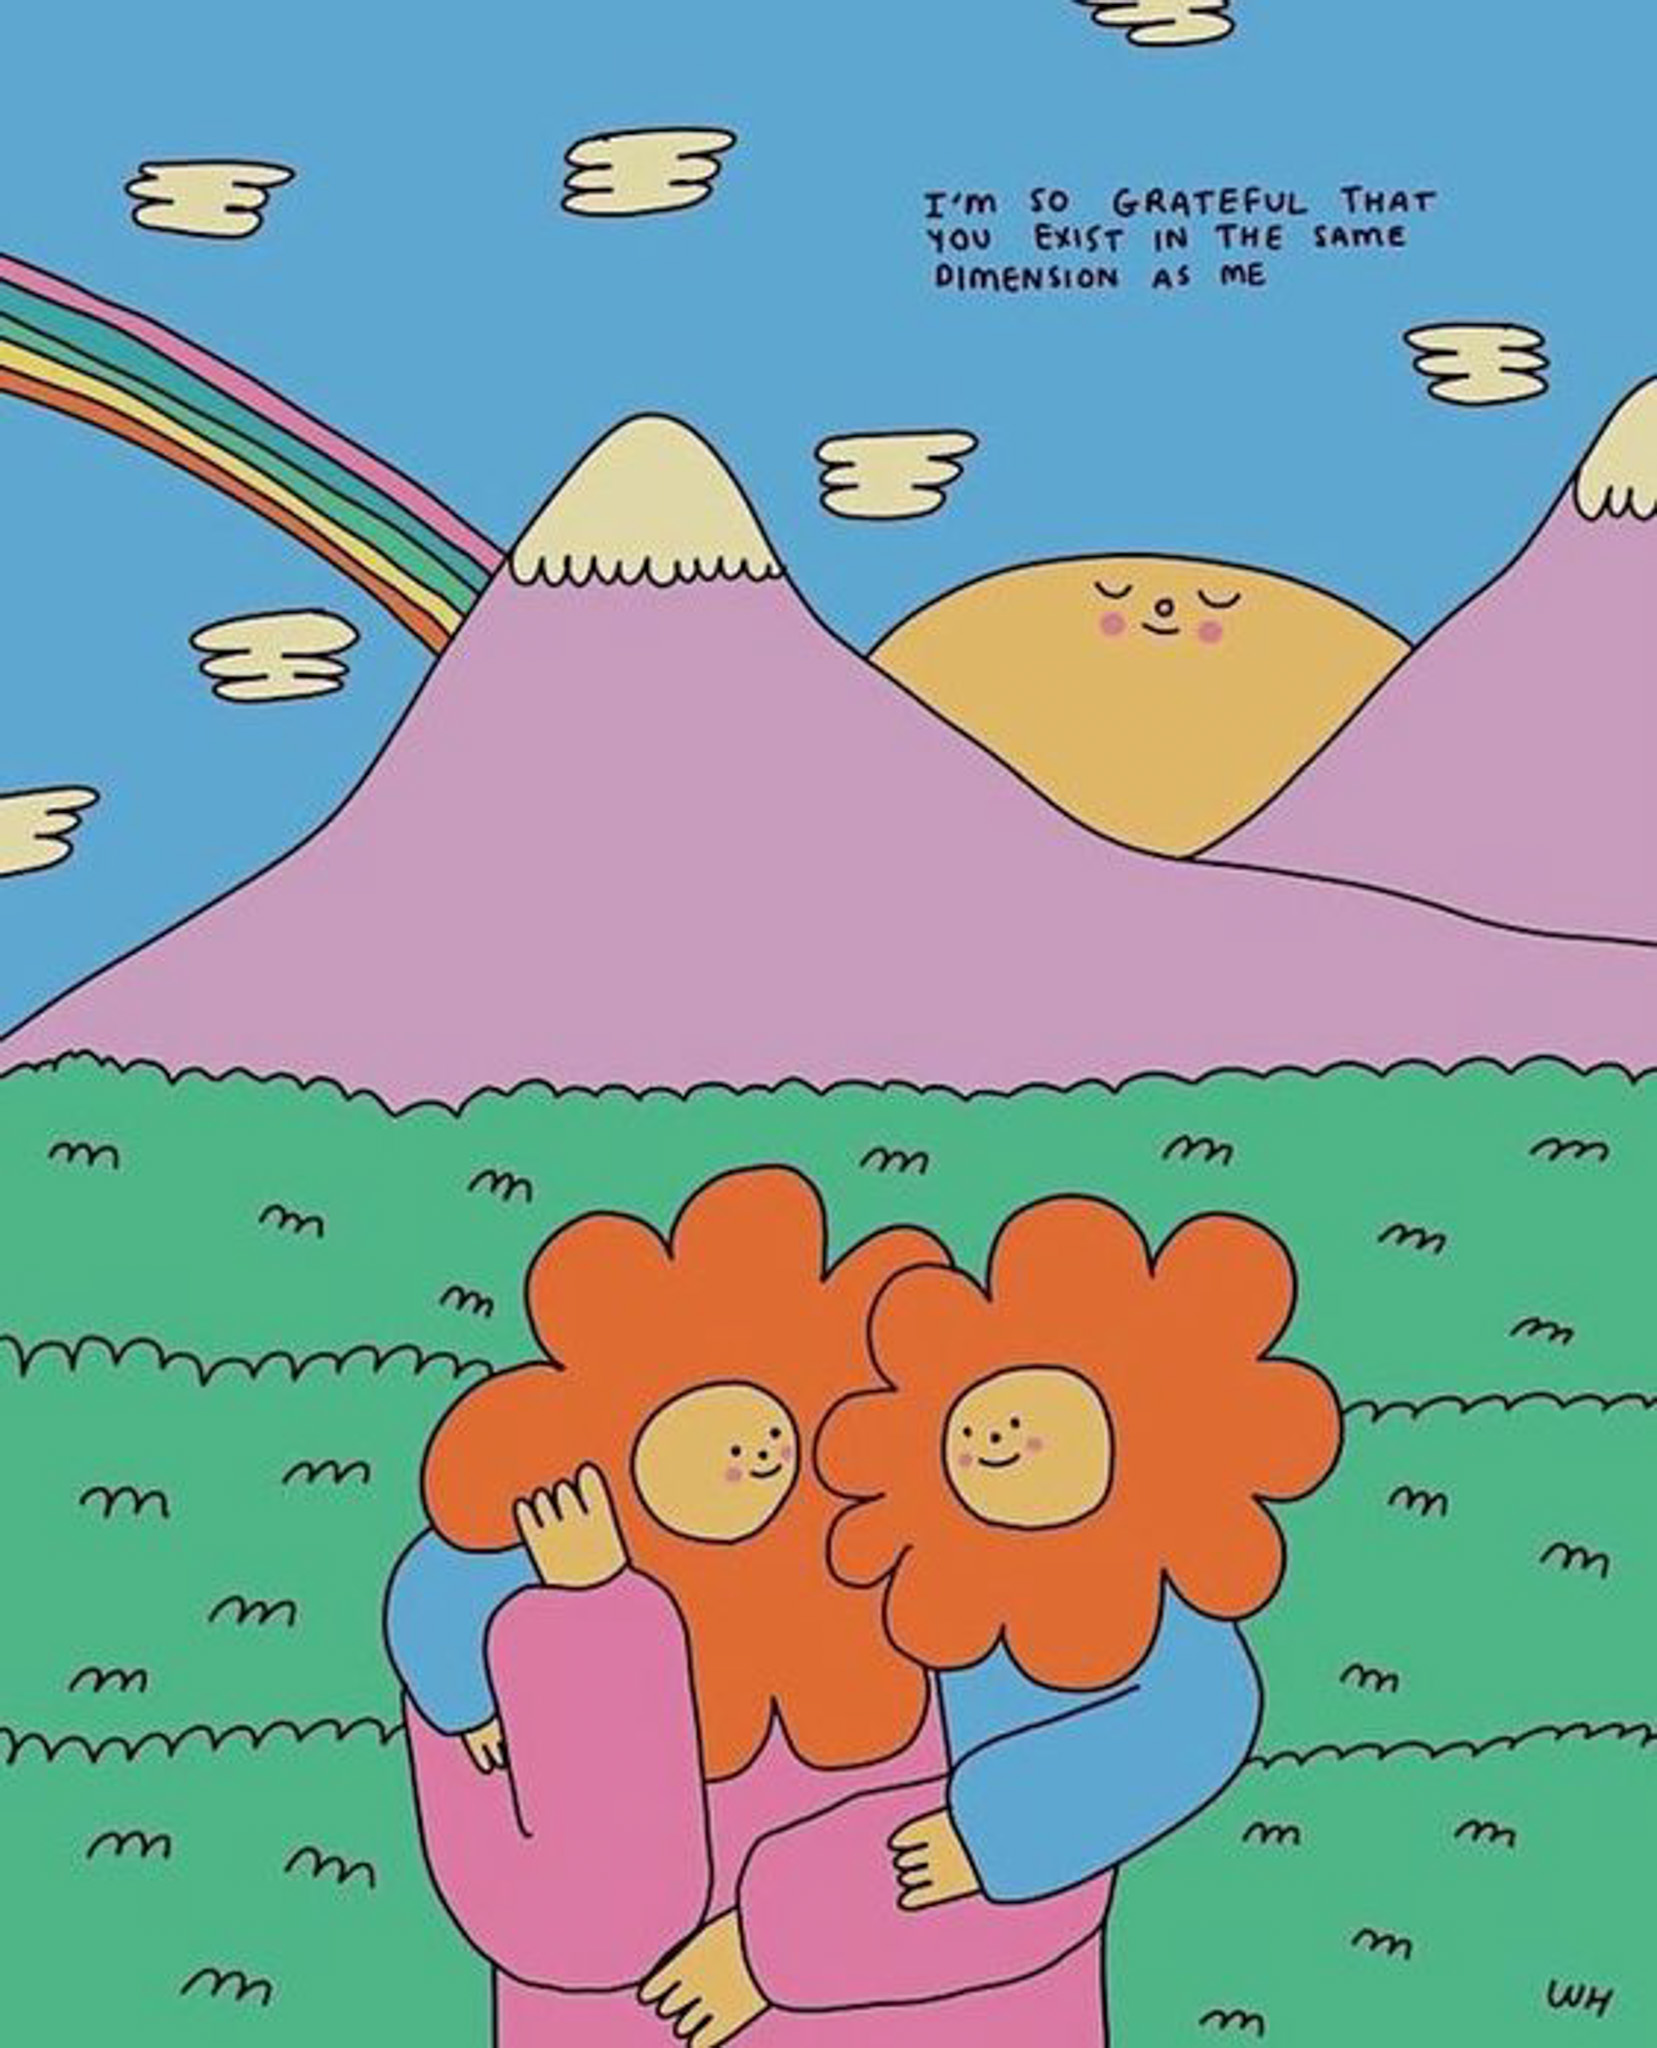 I'M SO GRATEFUL THAT
YOU EXIST IN THE SAME
DIMENSION AS ME
WH